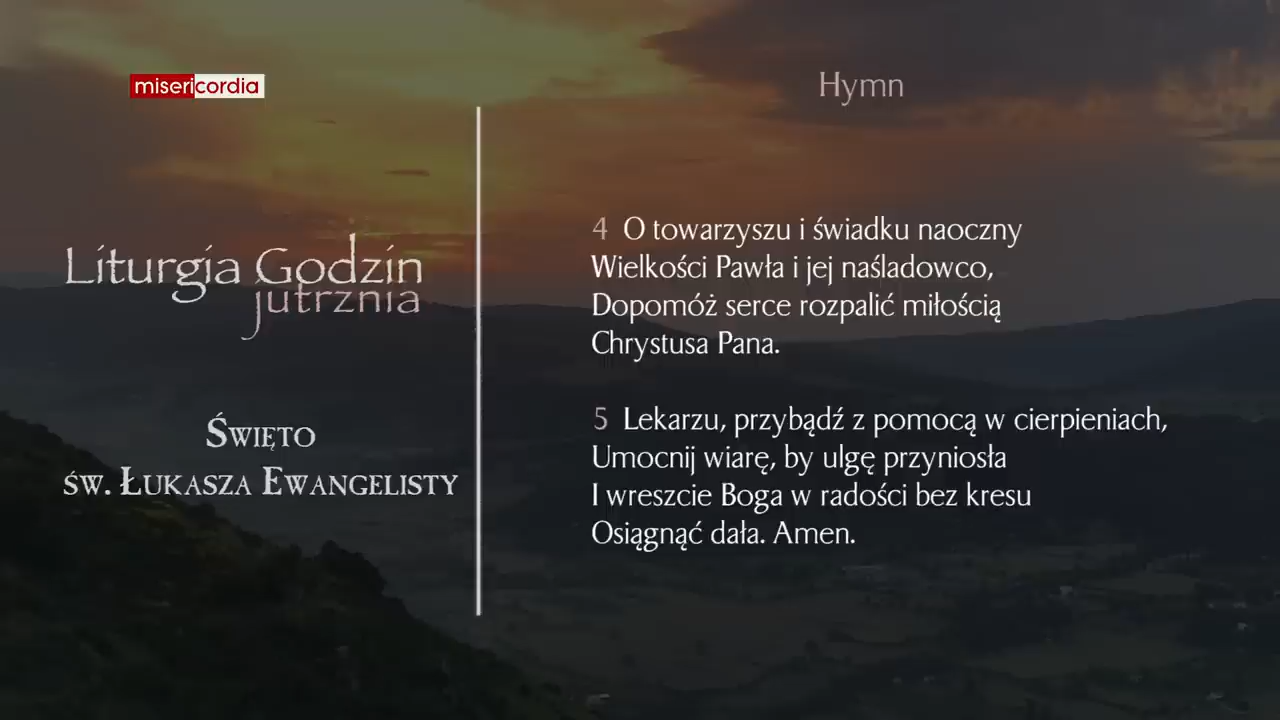 misericordia
Liturgia Godzin
jutrznia
Święto
św. Łukasza Ewangelisty
Hymn
4 O towarzyszu i świadku naoczny
Wielkości Pawła i jej naśladowco,
Dopomóż serce rozpalić miłością
Chrystusa Pana.
5 Lekarzu, przybądź z pomocą w cierpieniach,
Umocnij wiarę, by ulgę przyniosła
I wreszcie Boga w radości bez kresu
Osiągnąć dała. Amen.